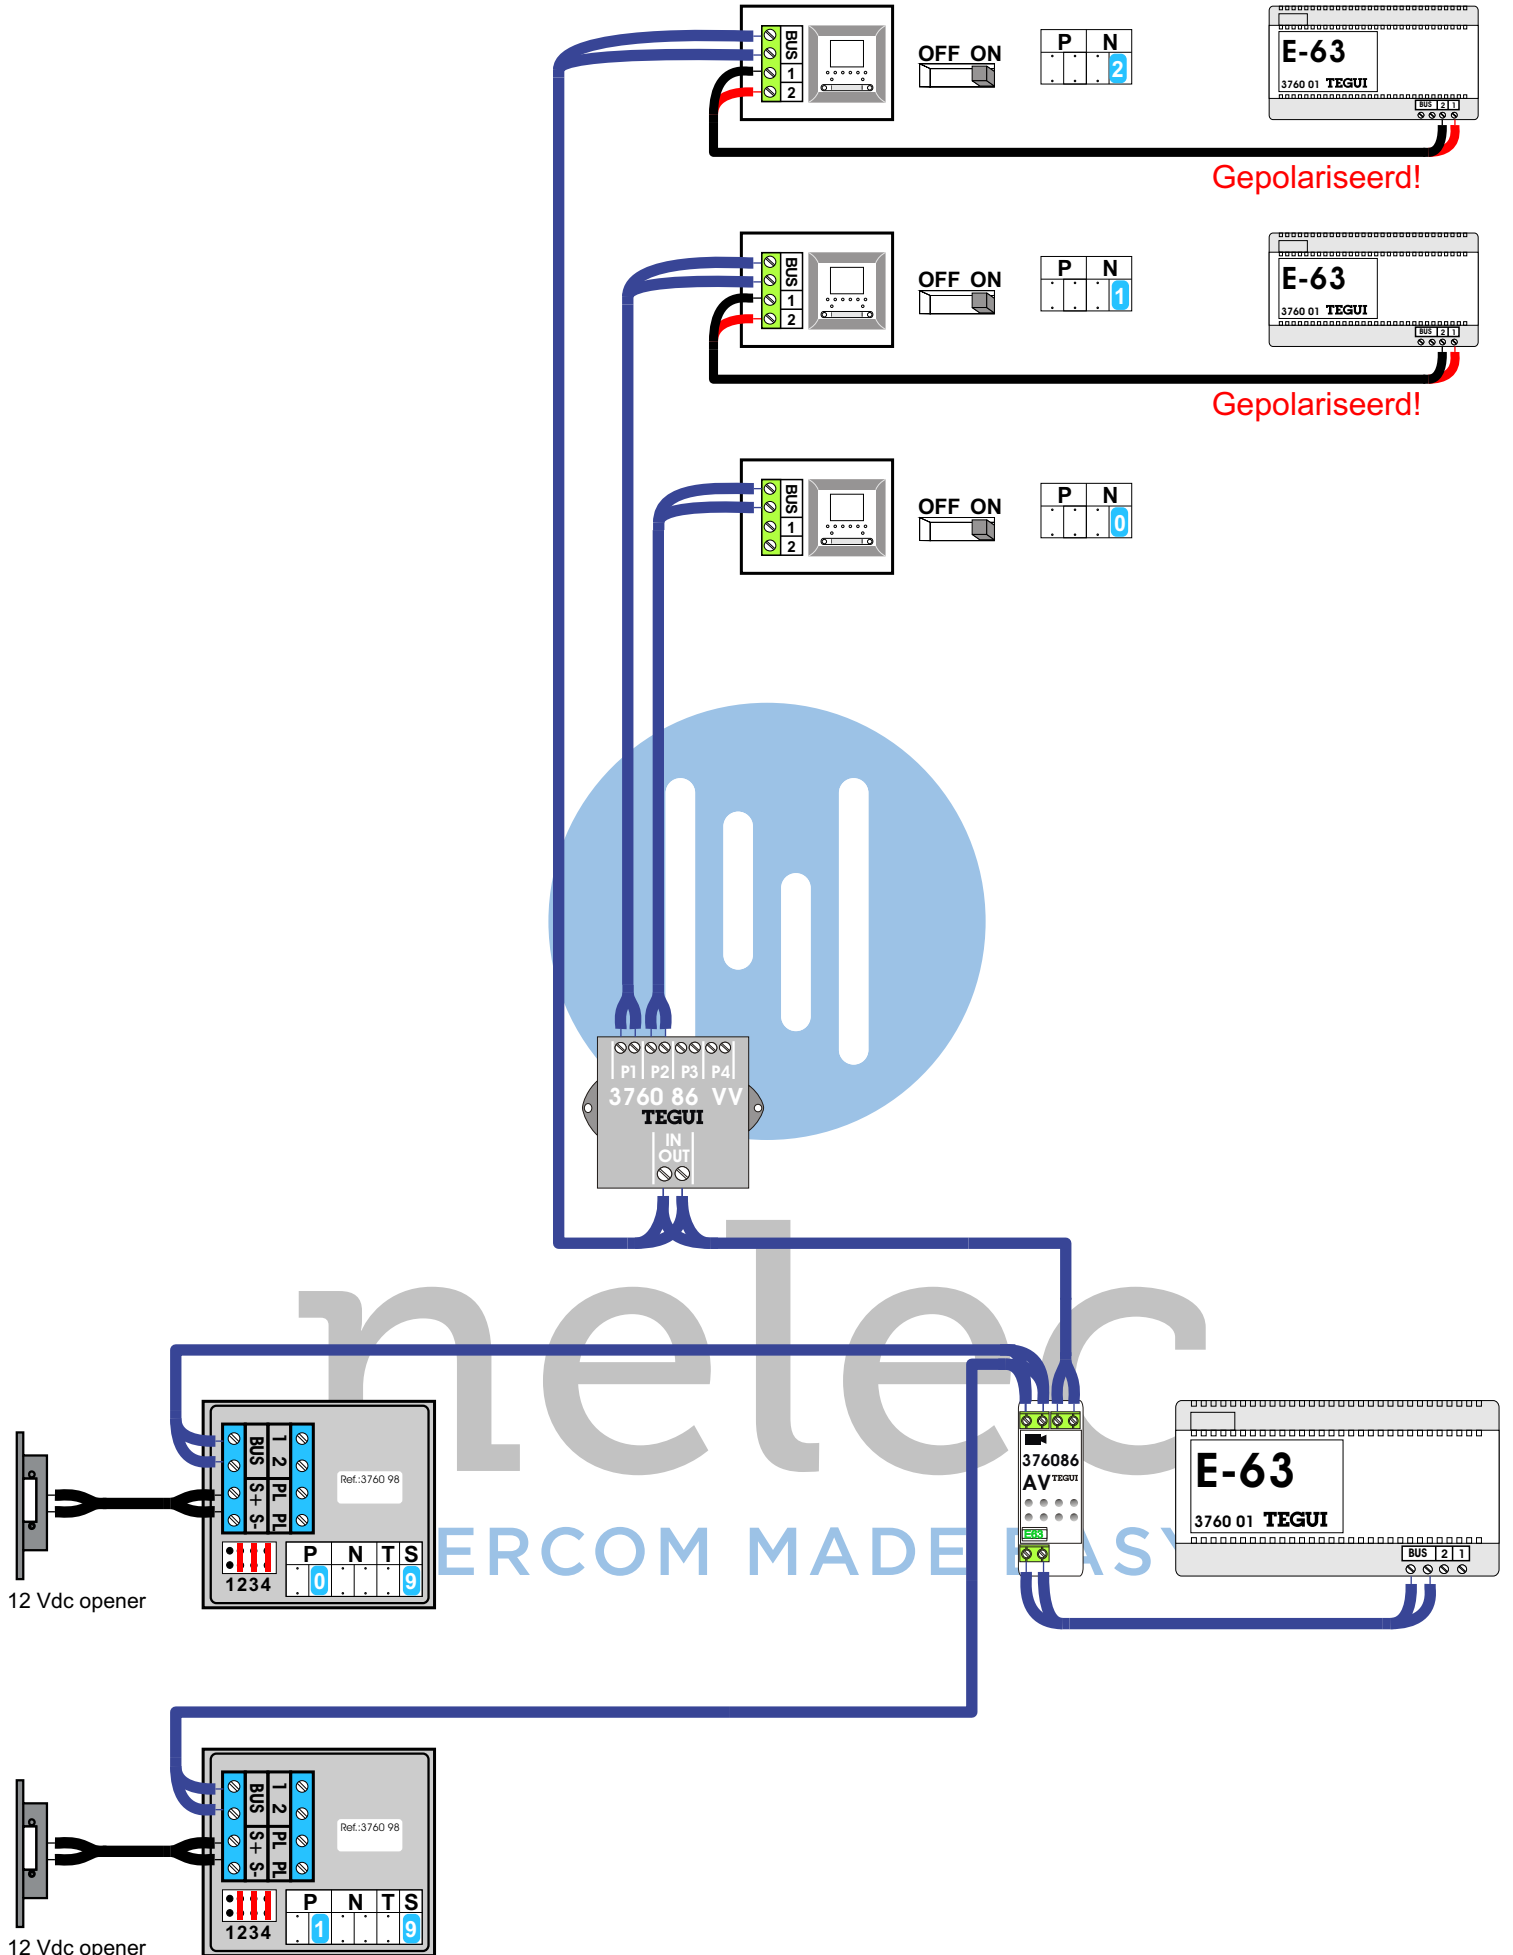 BUS
1
2
OFF ON
P N
2
E-63
3760 01 TEGUI
BUS 2 1
Gepolariseerd!
BUS
1
2
OFF ON
P N
1
E-63
3760 01 TEGUI
BUS 2 1
Gepolariseerd!
BUS
1
2
OFF ON
P N
0
P1 P2 P3 P4
3760 86 VV
TEGUI
IN
OUT
nelec
ERCOM MADE EASY
BUS 1 2
S+ S- PL PL
Ref.:3760 98
1234
P N T S
0 9
12 Vdc opener
376086
AV TEGUI
E63
E-63
3760 01 TEGUI
BUS 2 1
BUS 1 2
S+ S- PL PL
Ref.:3760 98
1234
P N T S
1 9
12 Vdc opener